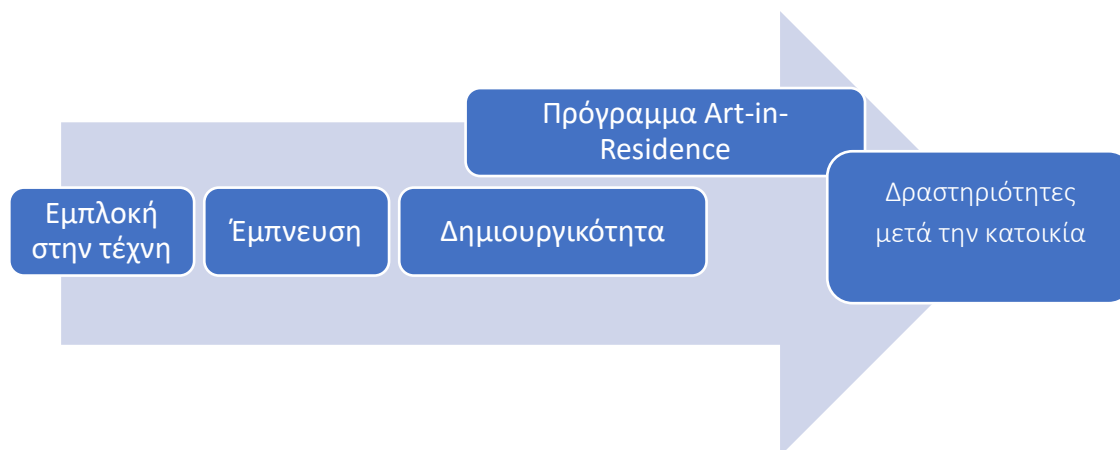 Πρόγραμμα Art-in-
Residence
Εμπλοκή
στην τέχνη
Έμπνευση
Δημιουργικότητα
Δραστηριότητες
μετά την κατοικία